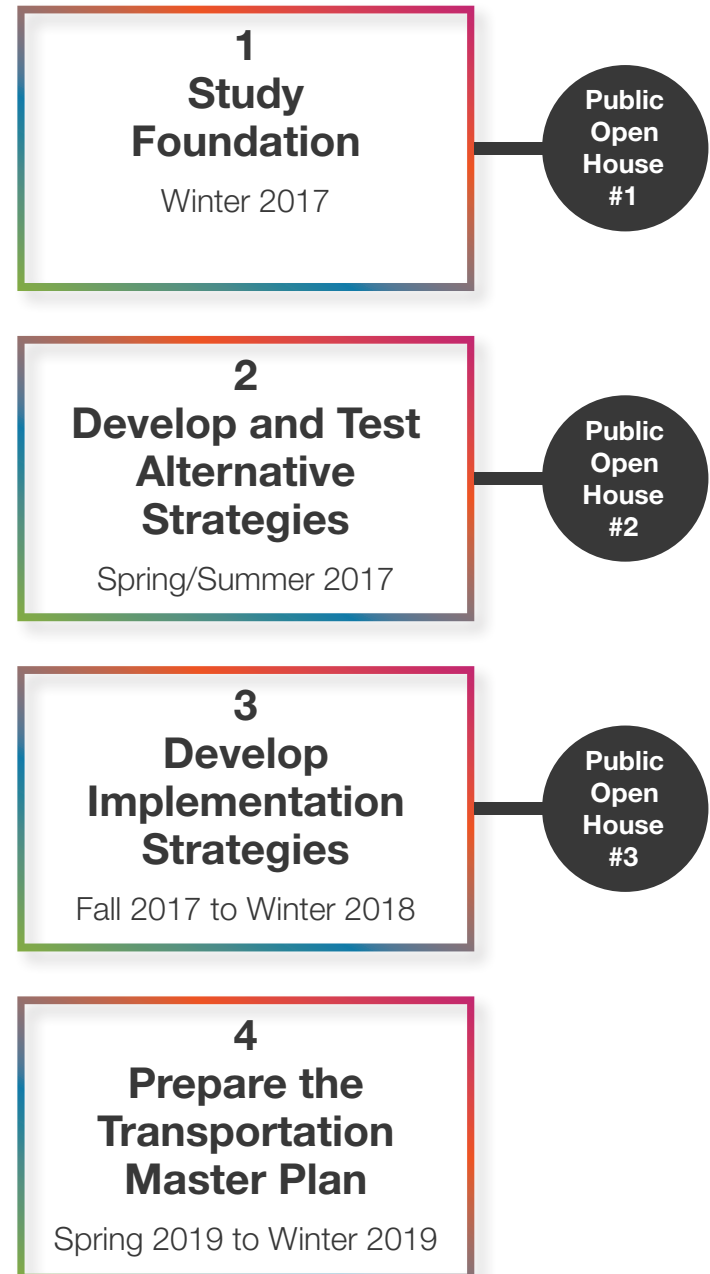 1
Study
Foundation
Winter 2017
Public
Open
House
#1
2
Develop and Test
Alternative
Strategies
Spring/Summer 2017
Public
Open
House
#2
3
Develop
Implementation
Strategies
Fall 2017 to Winter 2018
Public
Open
House
#3
4
Prepare the
Transportation
Master Plan
Spring 2019 to Winter 2019